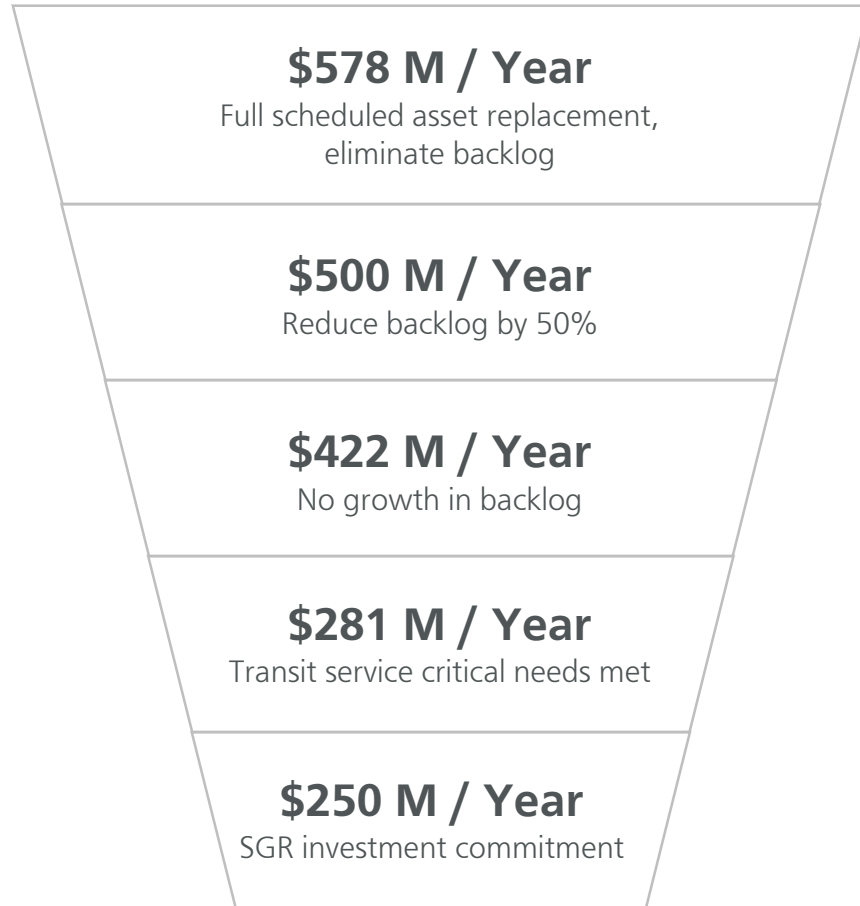 $578 M / Year
Full scheduled asset replacement,
eliminate backlog
$500 M / Year
Reduce backlog by 50%
$422 M / Year
No growth in backlog
$281 M / Year
Transit service critical needs met
$250 M / Year
SGR investment commitment